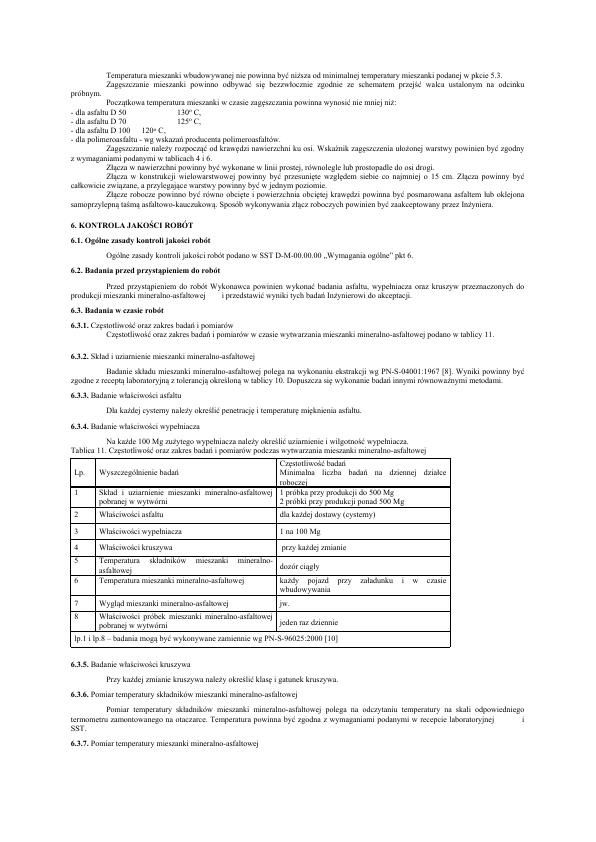 Temperatura mieszanki wbudowywanej nie powinna być niższa od minimalnej temperatury mieszanki podanej w pkcie 5.3.
Zagęszczanie mieszanki powinno odbywać się bezzwłocznie zgodnie ze schematem przejść walca ustalonym na odcinku
próbnym.
Początkowa temperatura mieszanki w czasie zagęszczania powinna wynosić nie mniej niż:
- dla asfaltu D 50 130° C,
- dla asfaltu D 70 125° C,
- dla asfaltu D 100 120° C,
- dla polimeroasfaltu - wg wskazań producenta polimeroasfaltów.
Zagęszczanie należy rozpocząć od krawędzi nawierzchni ku osi. Wskaźnik zagęszczenia ułożonej warstwy powinien być zgodny
z wymaganiami podanymi w tablicach 4 i 6.
Złącza w nawierzchni powinny być wykonane w linii prostej, równolegle lub prostopadle do osi drogi.
Złącza w konstrukcji wielowarstwowej powinny być przesunięte względem siebie co najmniej o 15 cm. Złącza powinny być
całkowicie związane, a przylegające warstwy powinny być w jednym poziomie.
Złącze robocze powinno być równo obcięte i powierzchnia obciętej krawędzi powinna być posmarowana asfaltem lub oklejona
samoprzylepną taśmą asfaltowo-kauczukową. Sposób wykonywania złącz roboczych powinien być zaakceptowany przez Inżyniera.
6. KONTROLA JAKOŚCI ROBÓT
6.1. Ogólne zasady kontroli jakości robót
Ogólne zasady kontroli jakości robót podano w SST D-M-00.00.00 „Wymagania ogólne” pkt 6.
6.2. Badania przed przystąpieniem do robót
Przed przystąpieniem do robót Wykonawca powinien wykonać badania asfaltu, wypełniacza oraz kruszyw przeznaczonych do
produkcji mieszanki mineralno-asfaltowej i przedstawić wyniki tych badań Inżynierowi do akceptacji.
6.3. Badania w czasie robót
6.3.1. Częstotliwość oraz zakres badań i pomiarów
Częstotliwość oraz zakres badań i pomiarów w czasie wytwarzania mieszanki mineralno-asfaltowej podano w tablicy 11.
6.3.2. Skład i uziarnienie mieszanki mineralno-asfaltowej
Badanie składu mieszanki mineralno-asfaltowej polega na wykonaniu ekstrakcji wg PN-S-04001:1967 [8]. Wyniki powinny być
zgodne z receptą laboratoryjną z tolerancją określoną w tablicy 10. Dopuszcza się wykonanie badań innymi równoważnymi metodami.
6.3.3. Badanie właściwości asfaltu
Dla każdej cysterny należy określić penetrację i temperaturę mięknienia asfaltu.
6.3.4. Badanie właściwości wypełniacza
Na każde 100 Mg zużytego wypełniacza należy określić uziarnienie i wilgotność wypełniacza.
Tablica 11. Częstotliwość oraz zakres badań i pomiarów podczas wytwarzania mieszanki mineralno-asfaltowej
Lp. Wyszczególnienie badań Częstotliwość badań
Minimalna liczba badań na dziennej działce
roboczej
1 Skład i uziarnienie mieszanki mineralno-asfaltowej 1 próbka przy produkcji do 500 Mg
pobranej w wytwórni 2 próbki przy produkcji ponad 500 Mg
2 Właściwości asfaltu dla każdej dostawy (cysterny)
3 Właściwości wypełniacza 1 na 100 Mg
4 Właściwości kruszywa przy każdej zmianie
5 Temperatura składników mieszanki mineralno-
asfaltowej dozór ciągły
6 Temperatura mieszanki mineralno-asfaltowej każdy pojazd przy załadunku i w czasie
wbudowywania
7 Wygląd mieszanki mineralno-asfaltowej jw.
8 Właściwości próbek mieszanki mineralno-asfaltowej
pobranej w wytwórni jeden raz dziennie
lp.1 i lp.8 – badania mogą być wykonywane zamiennie wg PN-S-96025:2000 [10]
6.3.5. Badanie właściwości kruszywa
Przy każdej zmianie kruszywa należy określić klasę i gatunek kruszywa.
6.3.6. Pomiar temperatury składników mieszanki mineralno-asfaltowej
Pomiar temperatury składników mieszanki mineralno-asfaltowej polega na odczytaniu temperatury na skali odpowiedniego
termometru zamontowanego na otaczarce. Temperatura powinna być zgodna z wymaganiami podanymi w recepcie laboratoryjnej i
SST.
6.3.7. Pomiar temperatury mieszanki mineralno-asfaltowej